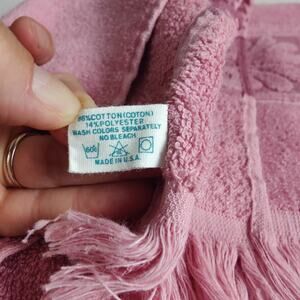 86%COTTON(COTON)
14%POLYESTER
WASH COLORS SEPARATELY
NO BLEACH
MADE IN U.S.A.